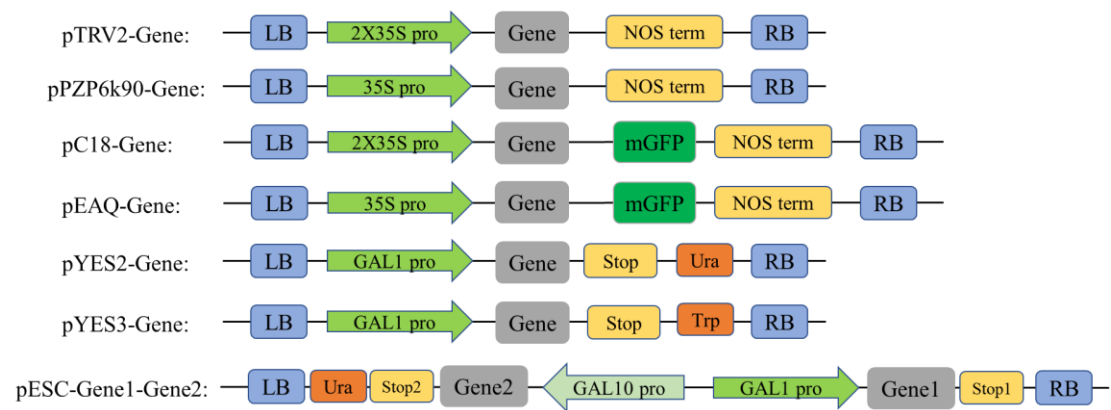 pTRV2-Gene: LB 2X35S pro Gene NOS term RB
pPZP6k90-Gene: LB 35S pro Gene NOS term RB
pC18-Gene: LB 2X35S pro Gene mGFP NOS term RB
pEAQ-Gene: LB 35S pro Gene mGFP NOS term RB
pYES2-Gene: LB GAL1 pro Gene Stop Ura RB
pYES3-Gene: LB GAL1 pro Gene Stop Trp RB
pESC-Gene1-Gene2: LB Ura Stop2 Gene2 GAL10 pro GAL1 pro Gene1 Stop1 RB